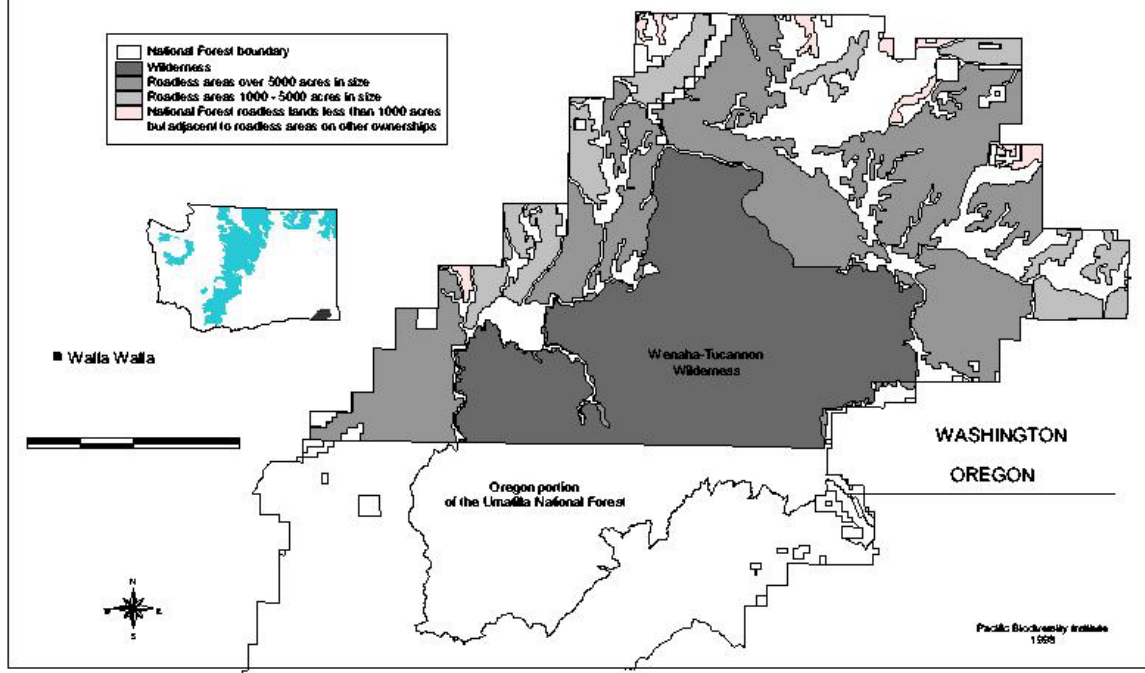 National Forest boundary
Wilderness
Roadless areas over 5000 acres in size
Roadless areas 1000 - 5000 acres in size
National Forest roadless lands less than 1000 acres
but adjacent to roadless areas on other ownerships
Walla Walla
Wenaha-Tucannon
Wilderness
WASHINGTON
OREGON
Oregon portion
of the Umatilla National Forest
N
W
E
S
Pacific Biodiversity Institute
1998